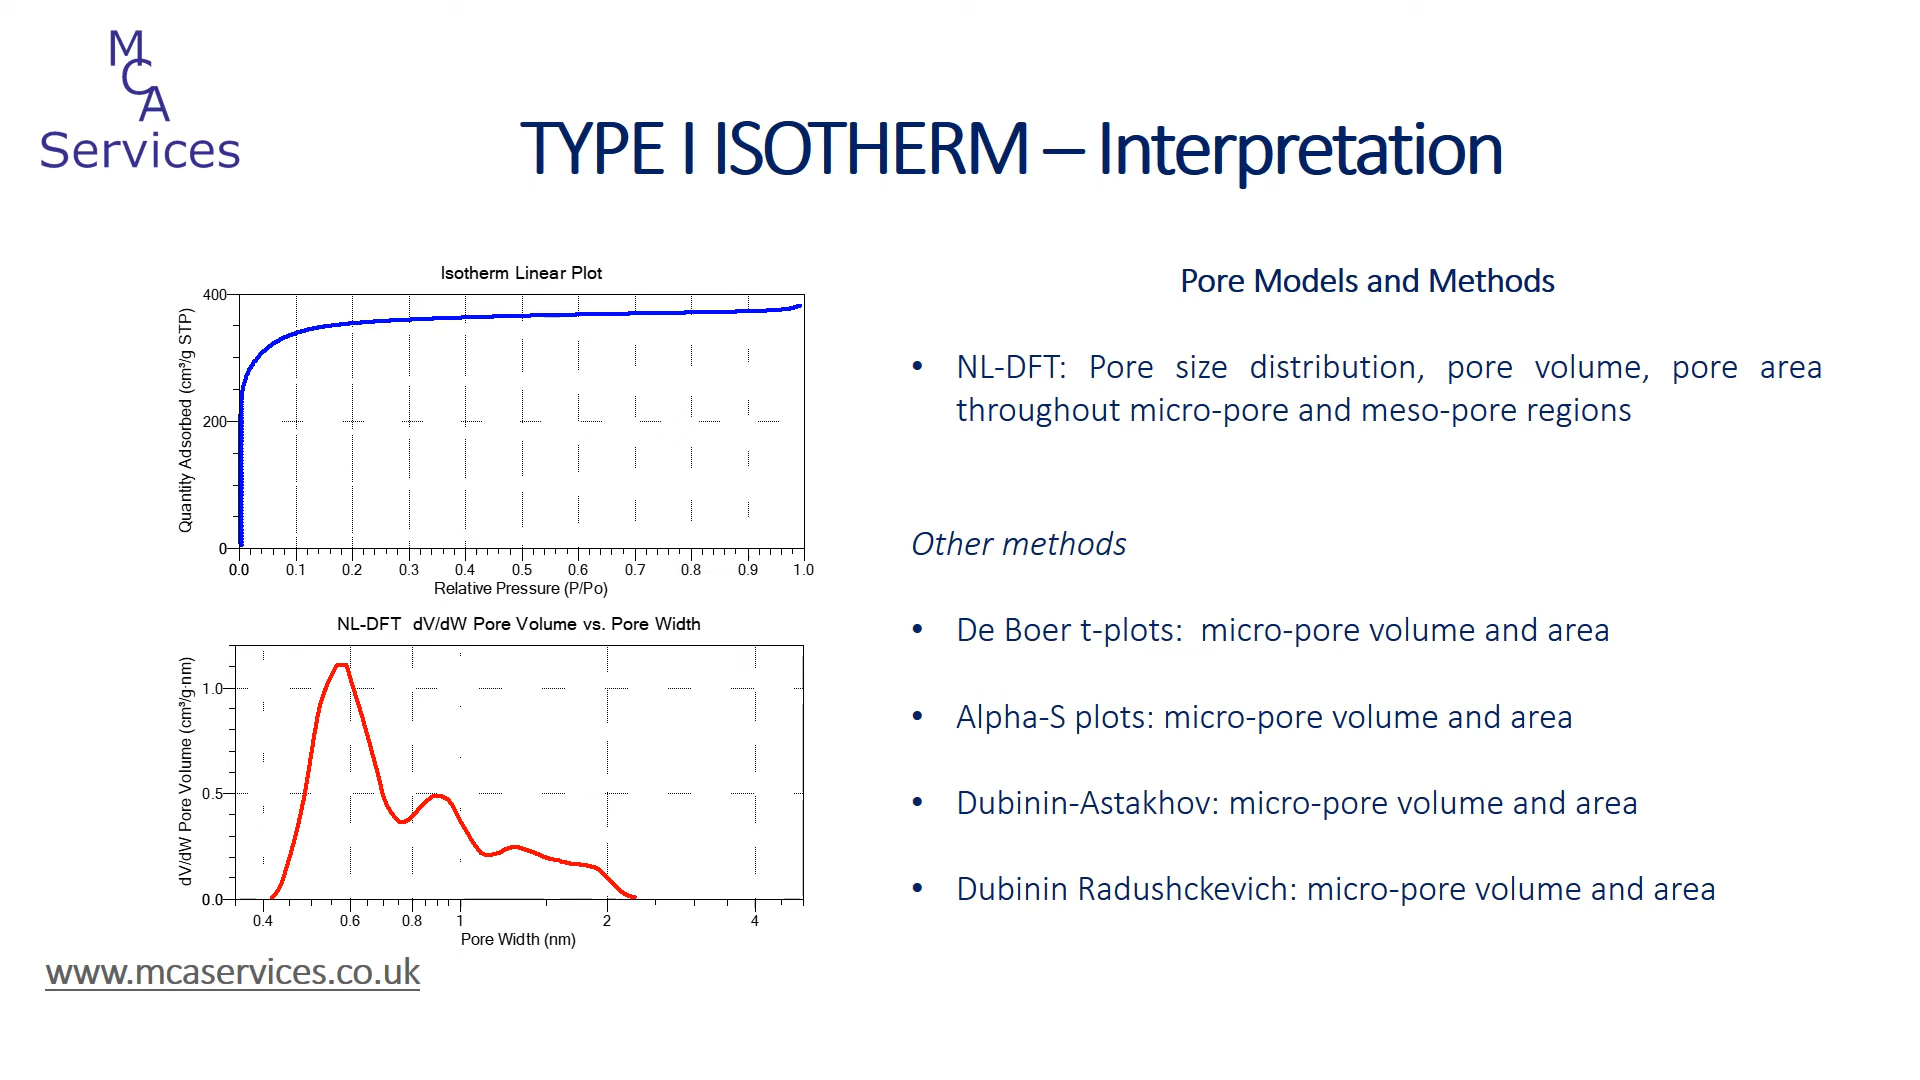 M
C
A
Services
TYPE I ISOTHERM – Interpretation
Isotherm Linear Plot
400
200
0
Quantity Adsorbed (cm³/g STP)
0.0 0.1 0.2 0.3 0.4 0.5 0.6 0.7 0.8 0.9 1.0
Relative Pressure (P/Po)
NL-DFT dV/dW Pore Volume vs. Pore Width
1.0
0.5
0.0
dV/dW Pore Volume (cm³/g·nm)
0.4 0.6 0.8 1 2 4
Pore Width (nm)
www.mcaservices.co.uk
Pore Models and Methods
• NL-DFT: Pore size distribution, pore volume, pore area
throughout micro-pore and meso-pore regions
Other methods
• De Boer t-plots: micro-pore volume and area
• Alpha-S plots: micro-pore volume and area
• Dubinin-Astakhov: micro-pore volume and area
• Dubinin Radushckevich: micro-pore volume and area